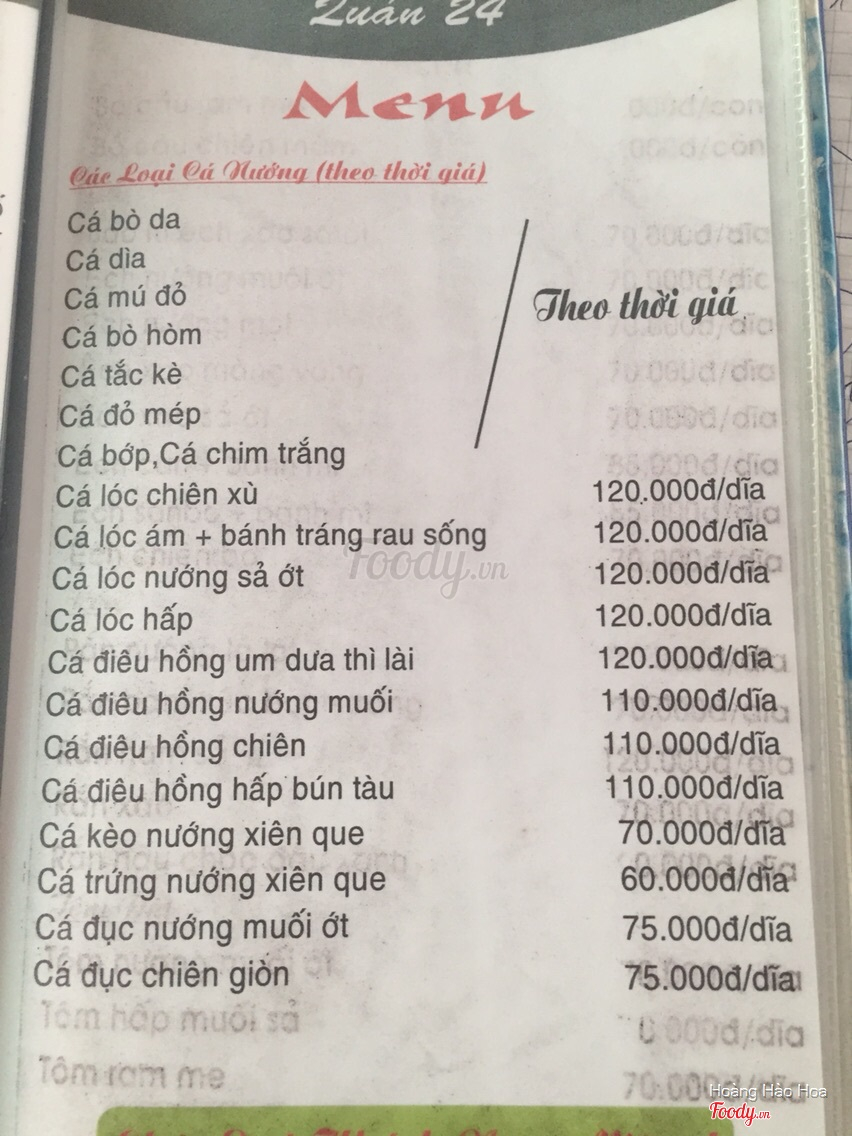 Quán 24
Menu
Các Loại Cá Nướng (theo thời giá)
Cá bò da
Cá dìa
Cá mú đỏ
Theo thời giá
Cá bò hòm
Cá tắc kè
Cá đỏ mép
Cá bớp,Cá chim trắng
Cá lóc chiên xù 120.000đ/dĩa
Cá lóc ám + bánh tráng rau sống 120.000đ/dĩa
Cá lóc nướng sả ớt 120.000đ/dĩa
Cá lóc hấp 120.000đ/dĩa
Cá điêu hồng um dưa thì lài 120.000đ/dĩa
Cá điêu hồng nướng muối 110.000đ/dĩa
Cá điêu hồng chiên 110.000đ/dĩa
Cá điêu hồng hấp bún tàu 110.000đ/dĩa
Cá kèo nướng xiên que 70.000đ/dĩa
Cá trứng nướng xiên que 60.000đ/dĩa
Cá đục nướng muối ớt 75.000đ/dĩa
Cá đục chiên giòn 75.000đ/dĩa
Tôm hấp muối sả 000đ/dĩa
Tôm ram me 70.000đ/dĩa
Foody.vn
Hoàng Hảo Hoa
Foody.vn